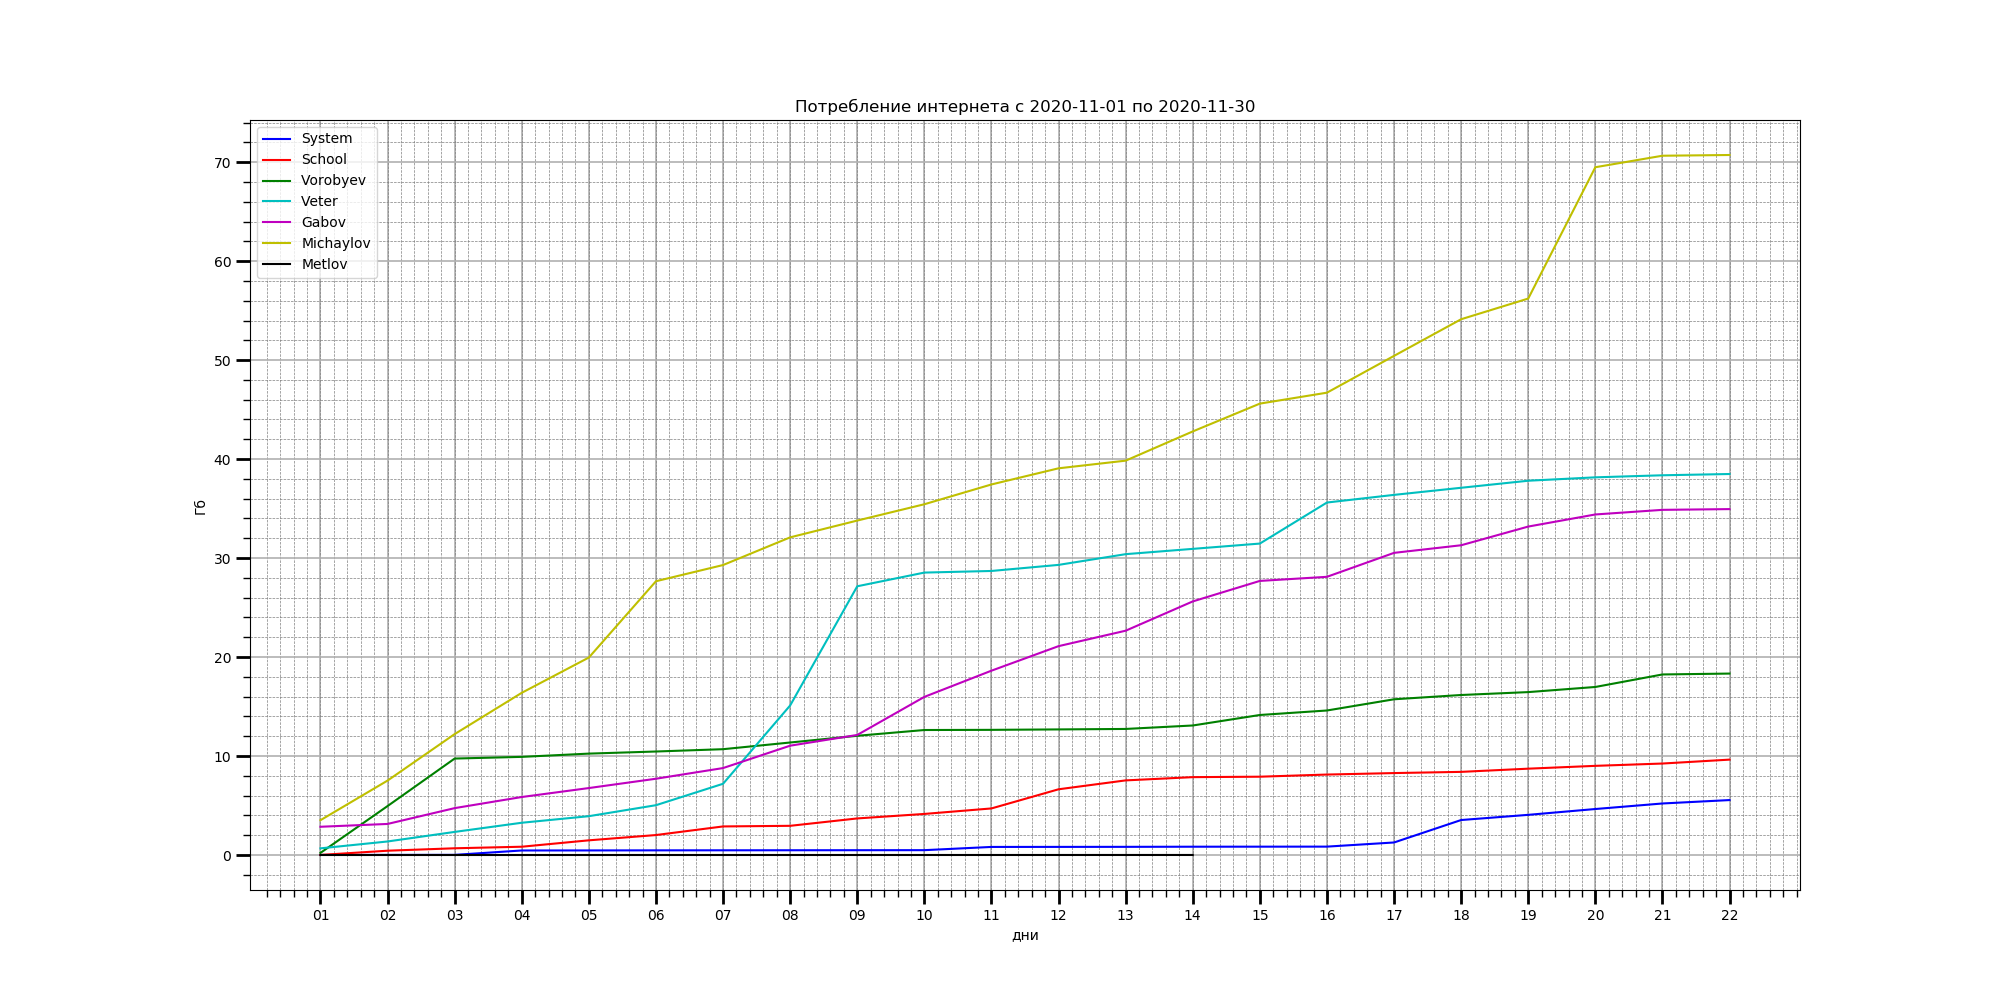 Потребление интернета с 2020-11-01 по 2020-11-30
System
School
Vorobyev
Veter
Gabov
Michaylov
Metlov
70
60
50
40
30
20
10
0
Гб
01 02 03 04 05 06 07 08 09 10 11 12 13 14 15 16 17 18 19 20 21 22
дни